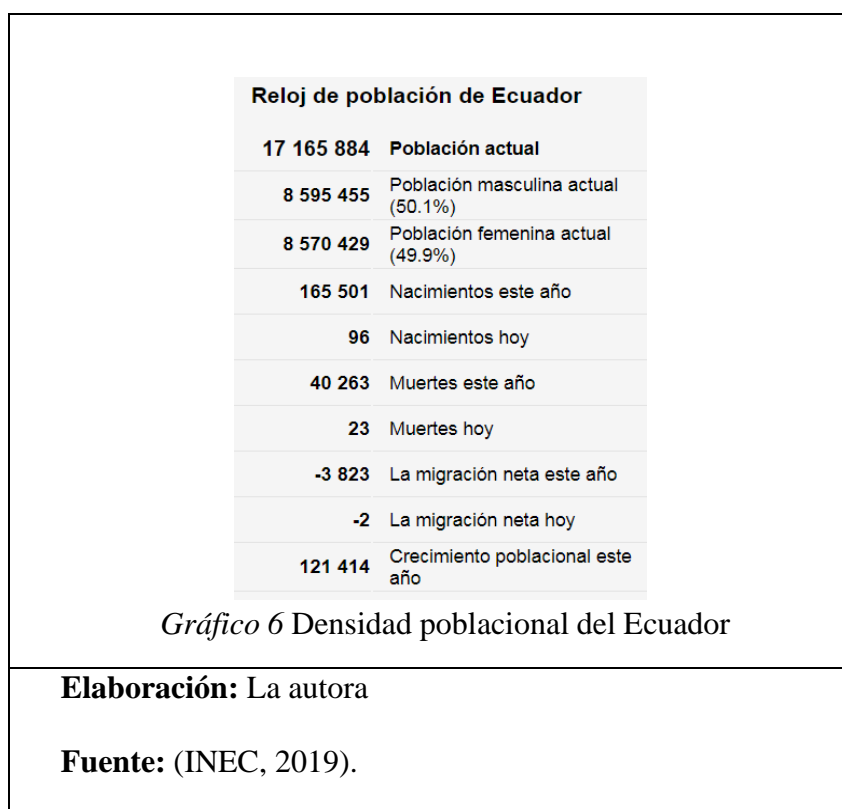 Reloj de población de Ecuador
17 165 884 Población actual
8 595 455 Población masculina actual
(50.1%)
8 570 429 Población femenina actual
(49.9%)
165 501 Nacimientos este año
96 Nacimientos hoy
40 263 Muertes este año
23 Muertes hoy
-3 823 La migración neta este año
-2 La migración neta hoy
121 414 Crecimiento poblacional este
año
Gráfico 6 Densidad poblacional del Ecuador
Elaboración: La autora
Fuente: (INEC, 2019).